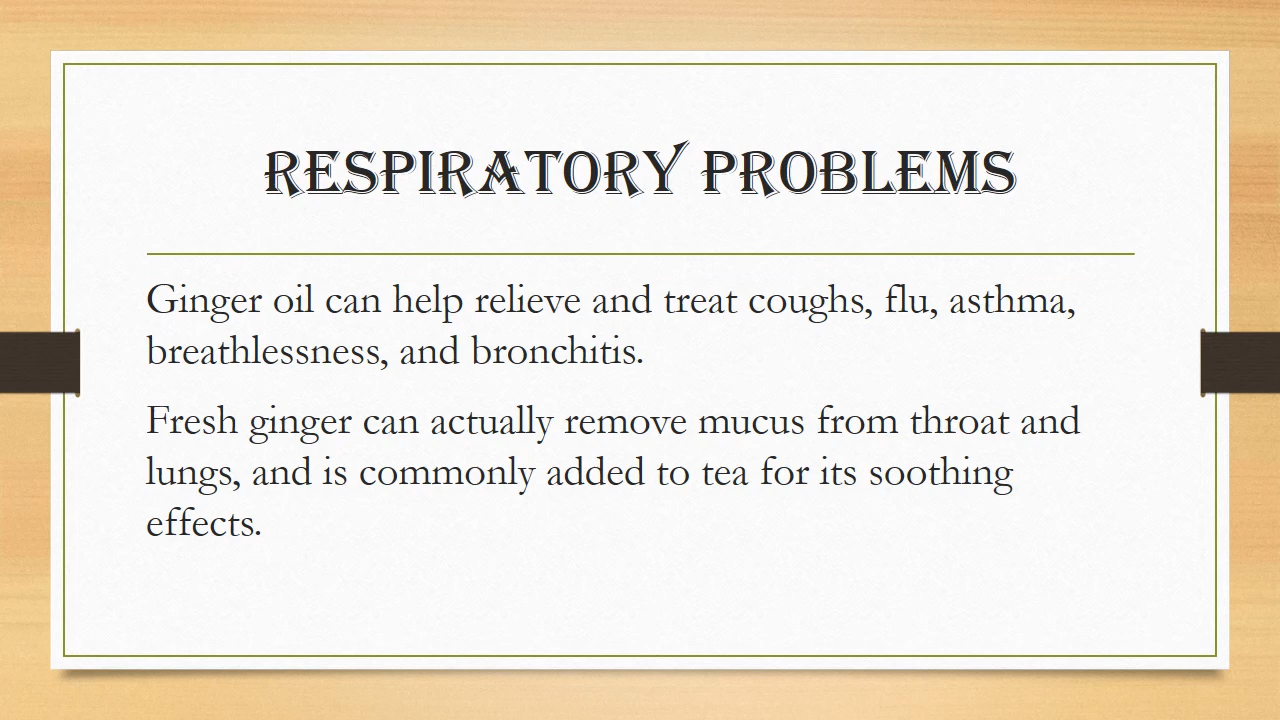 RESPIRATORY PROBLEMS
Ginger oil can help relieve and treat coughs, flu, asthma,
breathlessness, and bronchitis.
Fresh ginger can actually remove mucus from throat and
lungs, and is commonly added to tea for its soothing
effects.